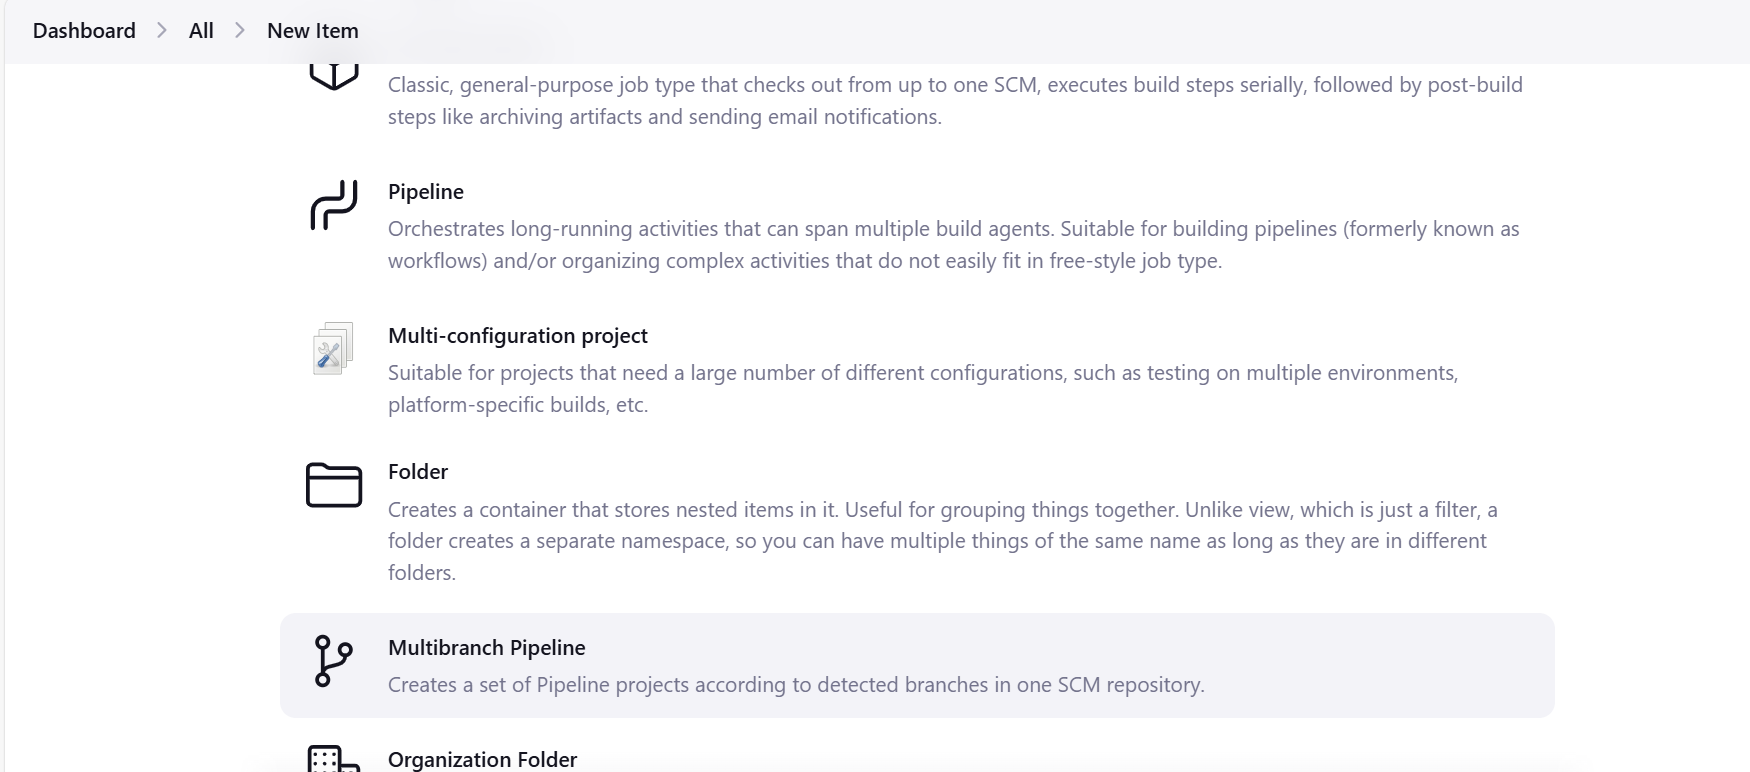 Dashboard > All > New Item
Classic, general-purpose job type that checks out from up to one SCM, executes build steps serially, followed by post-build
steps like archiving artifacts and sending email notifications.
Pipeline
Orchestrates long-running activities that can span multiple build agents. Suitable for building pipelines (formerly known as
workflows) and/or organizing complex activities that do not easily fit in free-style job type.
Multi-configuration project
Suitable for projects that need a large number of different configurations, such as testing on multiple environments,
platform-specific builds, etc.
Folder
Creates a container that stores nested items in it. Useful for grouping things together. Unlike view, which is just a filter, a
folder creates a separate namespace, so you can have multiple things of the same name as long as they are in different
folders.
Multibranch Pipeline
Creates a set of Pipeline projects according to detected branches in one SCM repository.
Organization Folder